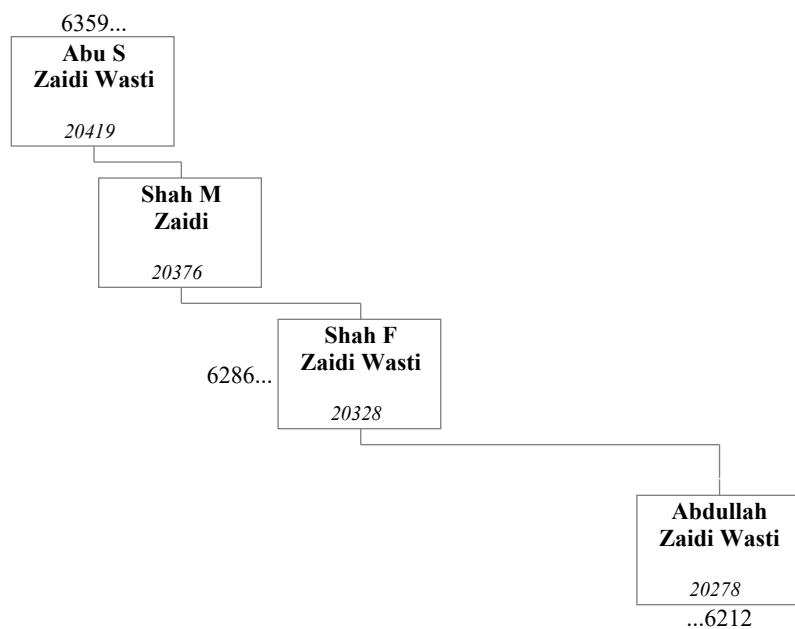 6359...
Abu S
Zaidi Wasti
20419
Shah M
Zaidi
20376
Shah F
Zaidi Wasti
6286...
20328
Abdullah
Zaidi Wasti
20278
...6212